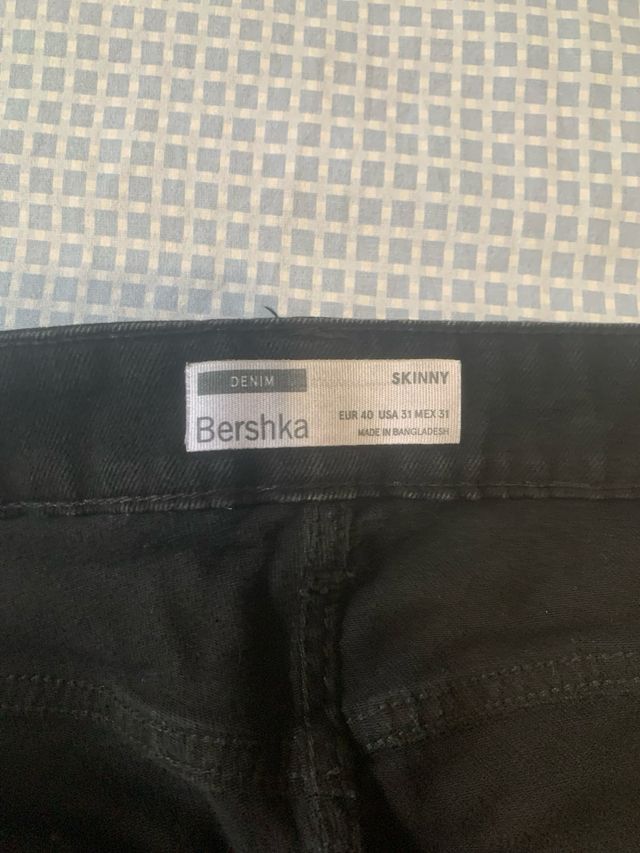 DENIM
SKINNY
Bershka
EUR 40 USA 31 MEX 31
MADE IN BANGLADESH